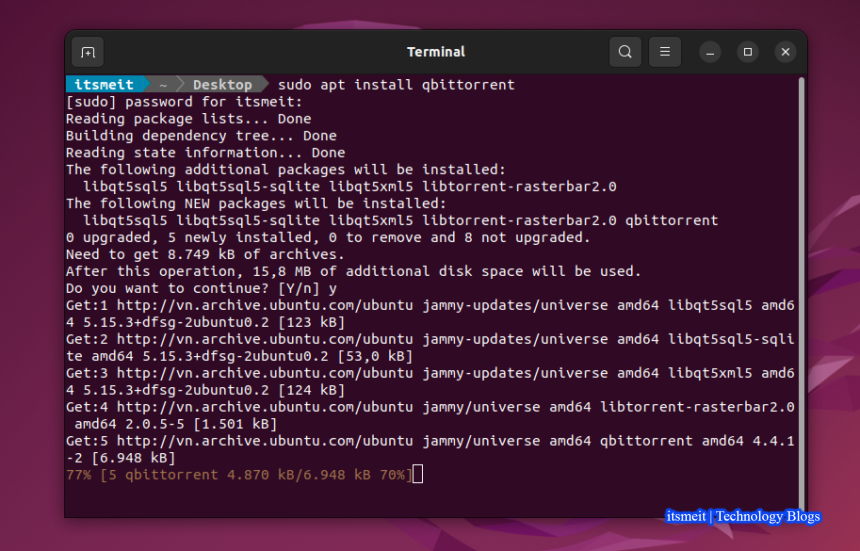 Terminal
itsmeit ~ Desktop sudo apt install qbittorrent
[sudo] password for itsmeit:
Reading package lists... Done
Building dependency tree... Done
Reading state information... Done
The following additional packages will be installed:
  libqt5sql5 libqt5sql5-sqlite libqt5xml5 libtorrent-rasterbar2.0
The following NEW packages will be installed:
  libqt5sql5 libqt5sql5-sqlite libqt5xml5 libtorrent-rasterbar2.0 qbittorrent
0 upgraded, 5 newly installed, 0 to remove and 8 not upgraded.
Need to get 8.749 kB of archives.
After this operation, 15,8 MB of additional disk space will be used.
Do you want to continue? [Y/n] y
Get:1 http://vn.archive.ubuntu.com/ubuntu jammy-updates/universe amd64 libqt5sql5 amd6
4 5.15.3+dfsg-2ubuntu0.2 [123 kB]
Get:2 http://vn.archive.ubuntu.com/ubuntu jammy-updates/universe amd64 libqt5sql5-sqli
te amd64 5.15.3+dfsg-2ubuntu0.2 [53,0 kB]
Get:3 http://vn.archive.ubuntu.com/ubuntu jammy-updates/universe amd64 libqt5xml5 amd6
4 5.15.3+dfsg-2ubuntu0.2 [124 kB]
Get:4 http://vn.archive.ubuntu.com/ubuntu jammy/universe amd64 libtorrent-rasterbar2.0
 amd64 2.0.5-5 [1.501 kB]
Get:5 http://vn.archive.ubuntu.com/ubuntu jammy/universe amd64 qbittorrent amd64 4.4.1
-2 [6.948 kB]
77% [5 qbittorrent 4.870 kB/6.948 kB 70%]
itsmeit | Technology Blogs